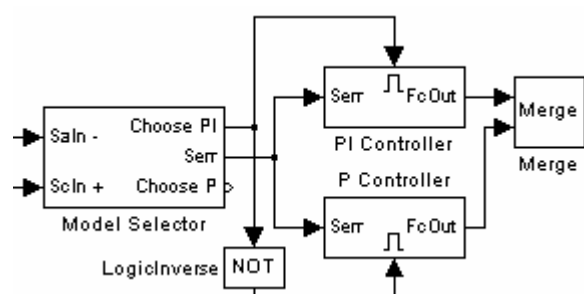 SaIn -
ScIn +
Choose PI
Serr
Choose P
Model Selector
LogicInverse
NOT
Serr
FcOut
PI Controller
P Controller
Serr
FcOut
Merge
Merge